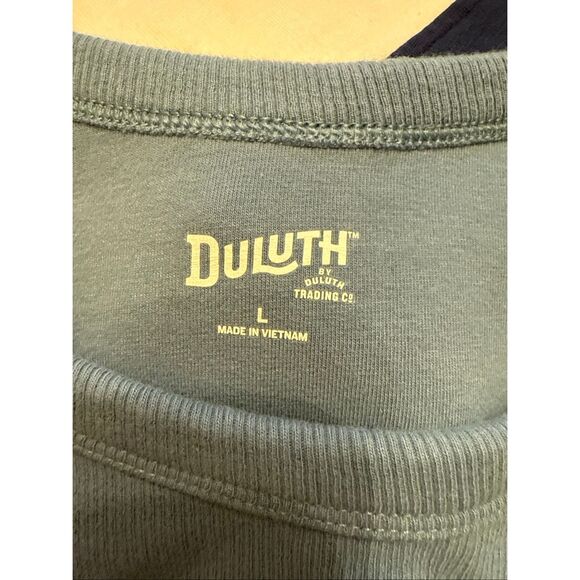 DULUTH™
BY
DULUTH
TRADING Co.
L
MADE IN VIETNAM